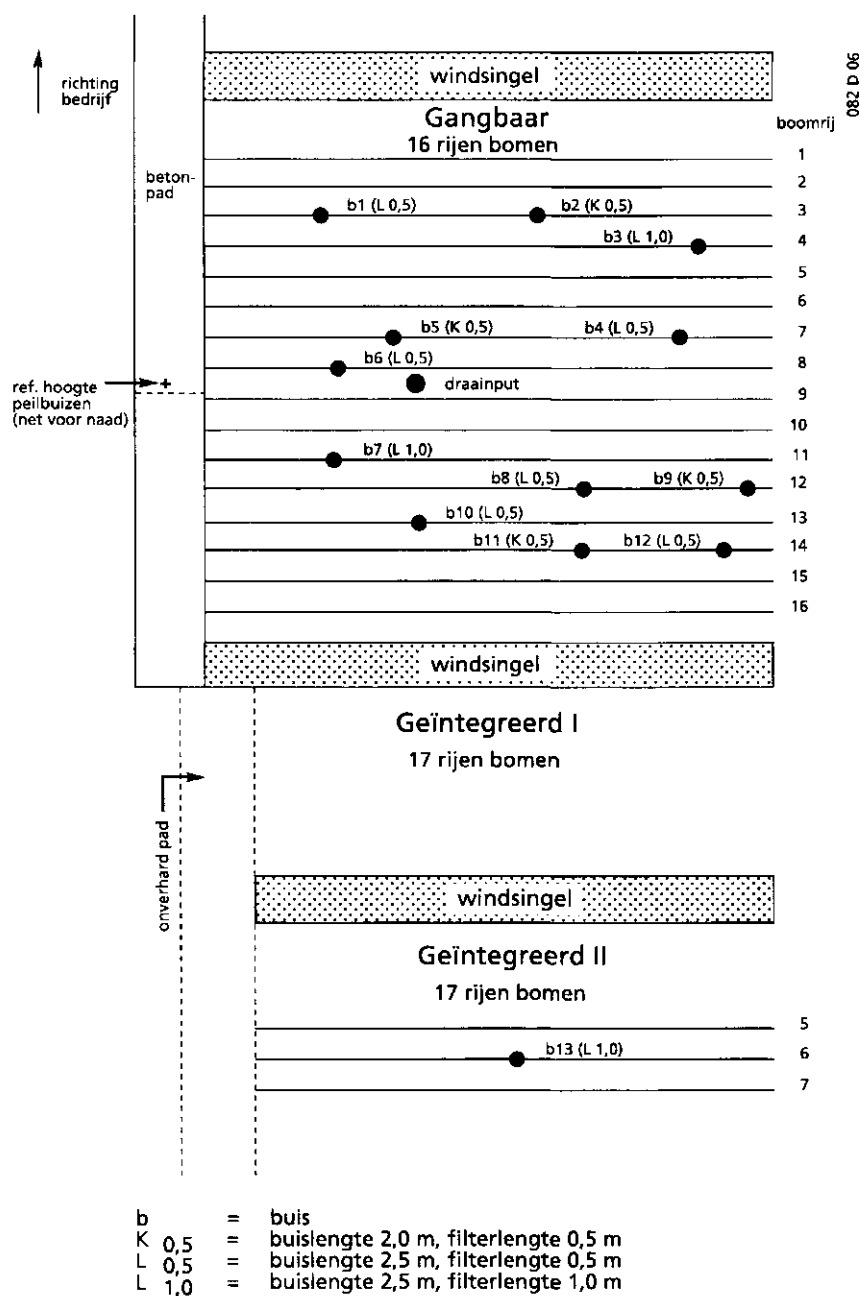 richting
bedrijf
windsingel
082 D 06
Gangbaar
16 rijen bomen
boomrij
beton-
pad
1
2
b1 (L 0,5)
b2 (K 0,5)
3
b3 (L 1,0)
4
5
6
b5 (K 0,5)
b4 (L 0,5)
7
b6 (L 0,5)
8
ref. hoogte
peilbuizen
(net voor naad)
+
draainput
9
10
b7 (L 1,0)
11
b8 (L 0,5)
b9 (K 0,5)
12
b10 (L 0,5)
13
b11 (K 0,5)
b12 (L 0,5)
14
15
16
windsingel
Geïntegreerd I
17 rijen bomen
onverhard pad
windsingel
Geïntegreerd II
17 rijen bomen
5
b13 (L 1,0)
6
7
b = buis
K 0,5 = buislengte 2,0 m, filterlengte 0,5 m
L 0,5 = buislengte 2,5 m, filterlengte 0,5 m
L 1,0 = buislengte 2,5 m, filterlengte 1,0 m